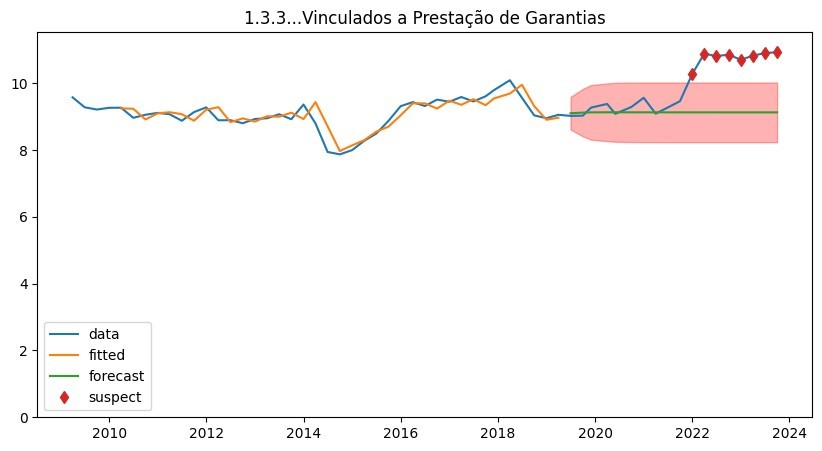 1.3.3...Vinculados a Prestação de Garantias
10
8
6
4
2
0
data
fitted
forecast
suspect
2010 2012 2014 2016 2018 2020 2022 2024